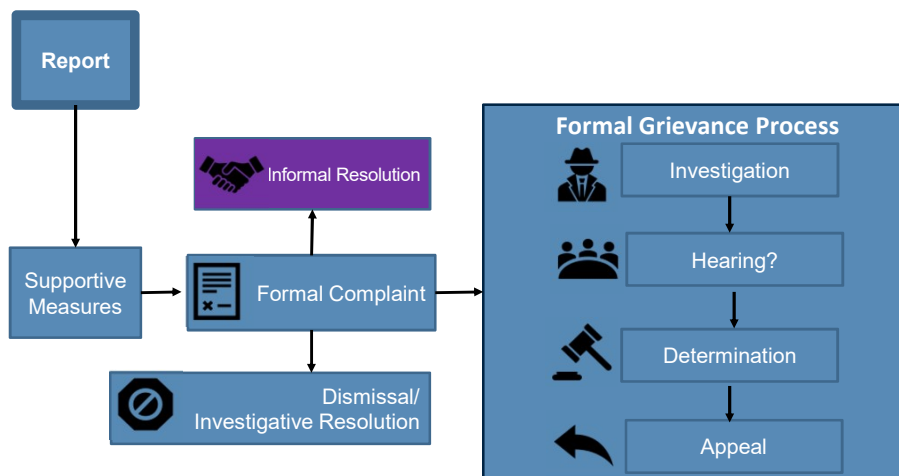 Report
Formal Grievance Process
Investigation
Informal Resolution
Supportive
Measures
Formal Complaint
Hearing?
Determination
Dismissal/
Investigative Resolution
Appeal